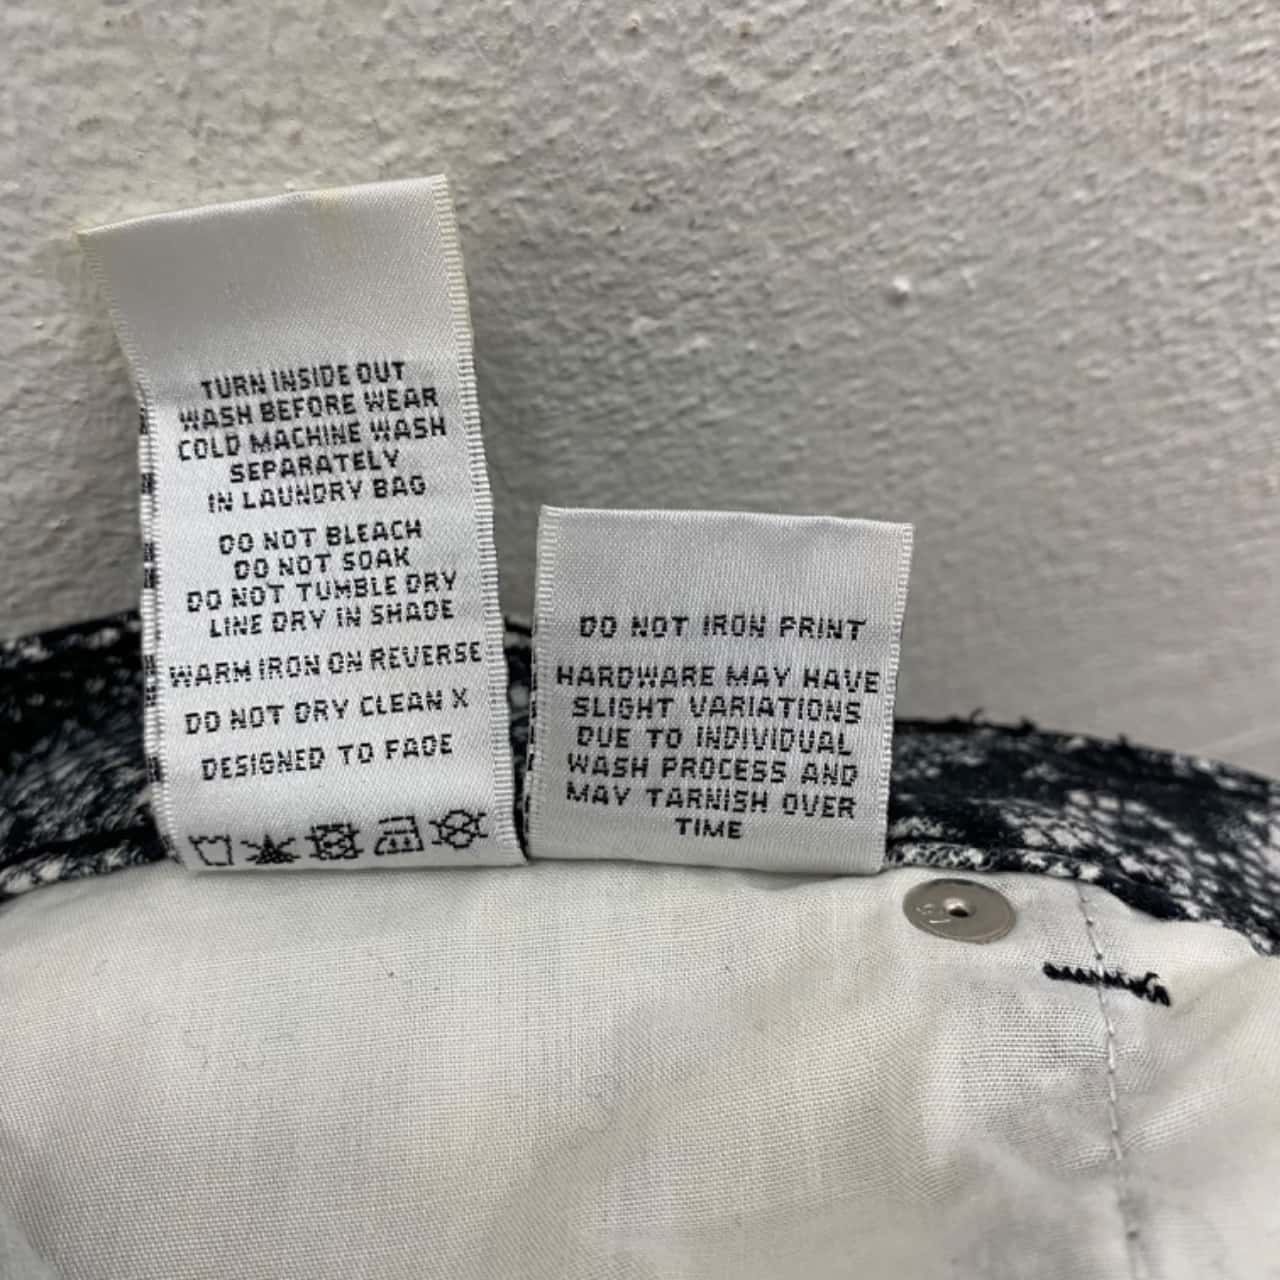 TURN INSIDE OUT
WASH BEFORE WEAR
COLD MACHINE WASH
SEPARATELY
IN LAUNDRY BAG
DO NOT BLEACH
DO NOT SOAK
DO NOT TUMBLE DRY
LINE DRY IN SHADE
WARM IRON ON REVERSE
DO NOT DRY CLEAN X
DESIGNED TO FADE
DO NOT IRON PRINT
HARDWARE MAY HAVE
SLIGHT VARIATIONS
DUE TO INDIVIDUAL
WASH PROCESS AND
MAY TARNISH OVER
TIME